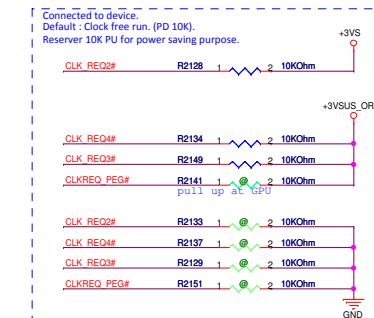 Connected to device.
Default : Clock free run. (PD 10K).
Reserver 10K PU for power saving purpose.
+3VS
CLK_REQ2# R2128 1 2 10KOhm
+3VSUS_OR
CLK_REQ4# R2134 1 2 10KOhm
CLK_REQ3# R2149 1 2 10KOhm
CLKREQ_PEG# R2141 1 @ 2 10KOhm
pull up at GPU
CLK_REQ2# R2133 1 @ 2 10KOhm
CLK_REQ4# R2137 1 @ 2 10KOhm
CLK_REQ3# R2129 1 @ 2 10KOhm
CLKREQ_PEG# R2151 1 @ 2 10KOhm
GND